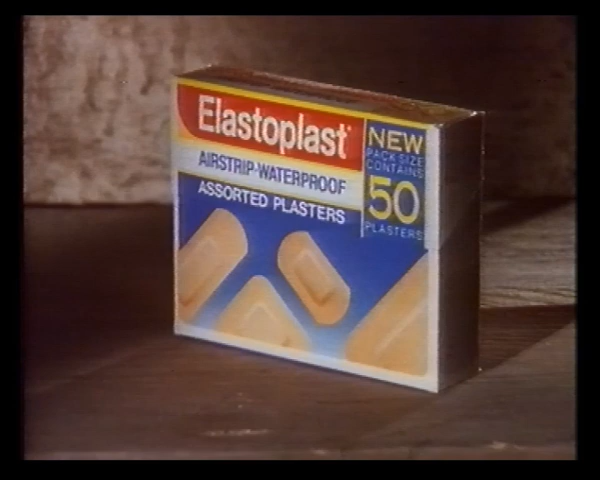 Elastoplast
AIRSTRIP·WATERPROOF
ASSORTED PLASTERS
NEW
PACK SIZE
CONTAINS
50
PLASTERS